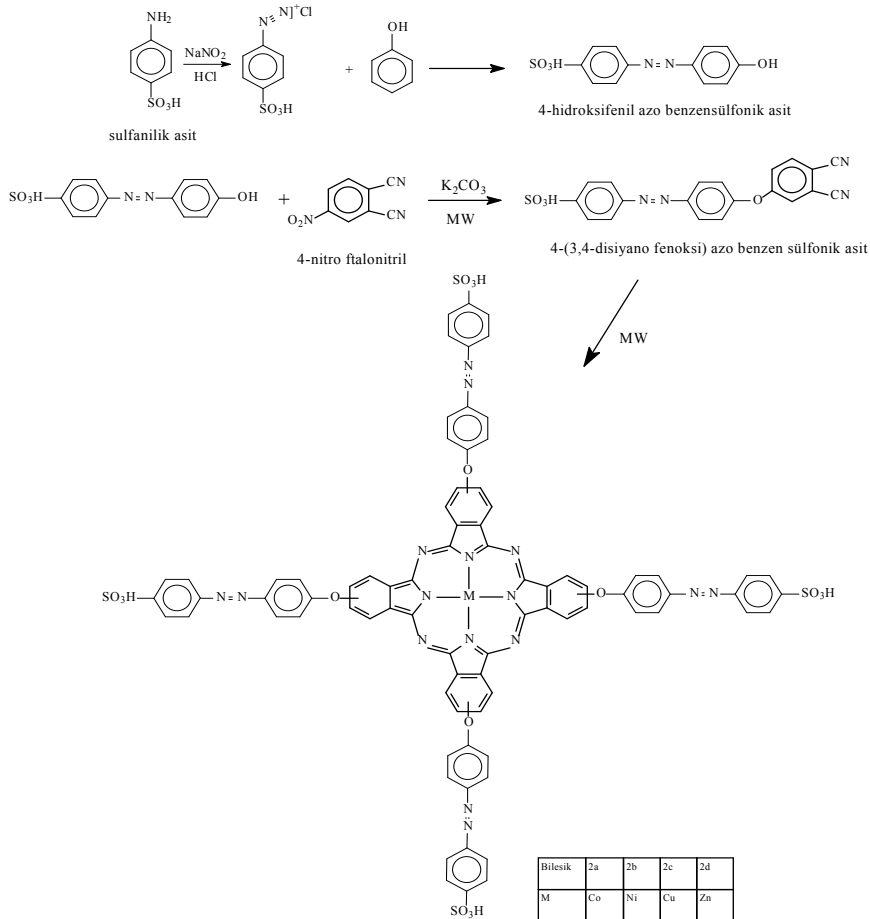 NH2
N≡N]+Cl
OH
NaNO2
HCl
+
SO3H
N=N
OH
SO3H
SO3H
4-hidroksifenil azo benzensülfonik asit
sulfanilik asit
SO3H
N=N
OH
+
CN
CN
O2N
K2CO3
MW
SO3H
N=N
O
CN
CN
4-nitro ftalonitril
4-(3,4-disiyano fenoksi) azo benzen sülfonik asit
SO3H
MW
N
N
O
N
N
N
SO3H
N=N
O
N
M
N
O
N=N
SO3H
N
N
N
O
N
N
SO3H
Bilesik 2a 2b 2c 2d
M Co Ni Cu Zn